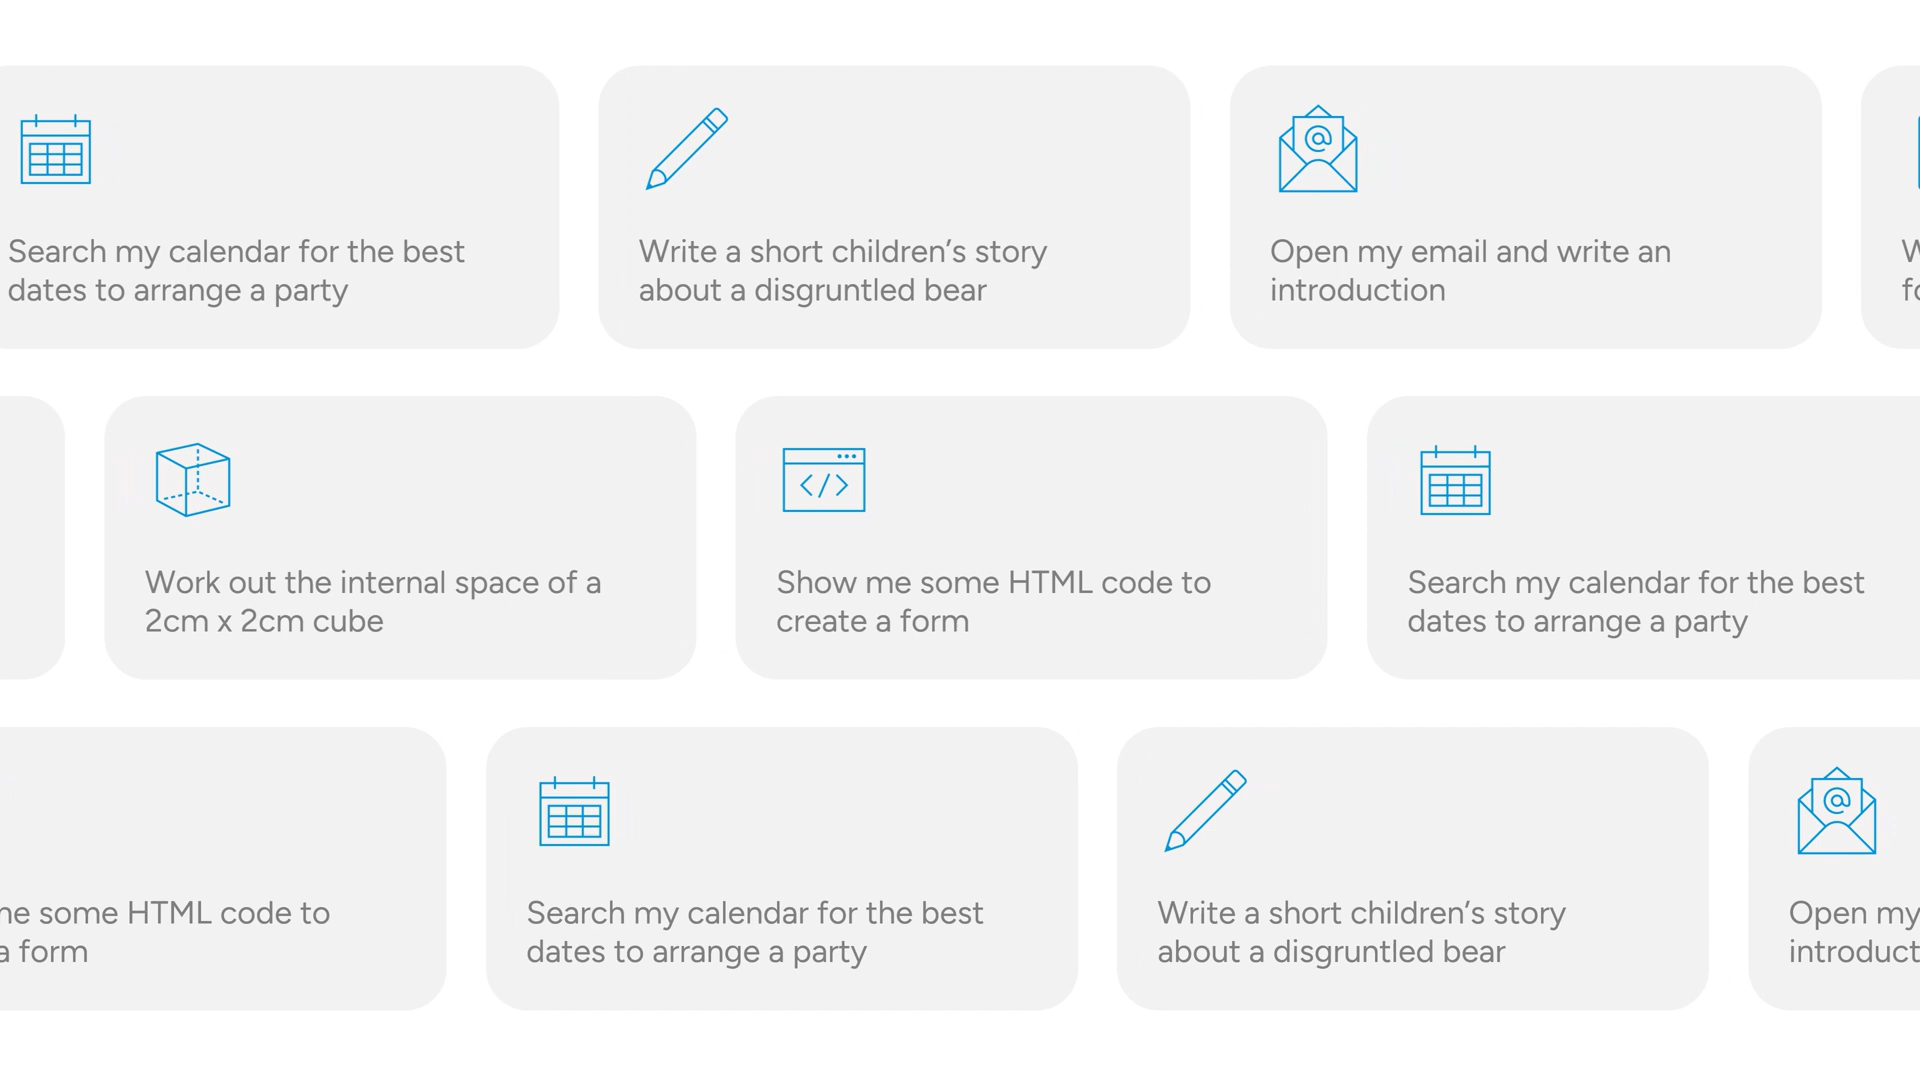 Search my calendar for the best
dates to arrange a party
Write a short children’s story
about a disgruntled bear
@
Open my email and write an
introduction
Work out the internal space of a
2cm x 2cm cube
</>
Show me some HTML code to
create a form
Search my calendar for the best
dates to arrange a party
some HTML code to
a form
Search my calendar for the best
dates to arrange a party
Write a short children’s story
about a disgruntled bear
@
Open my